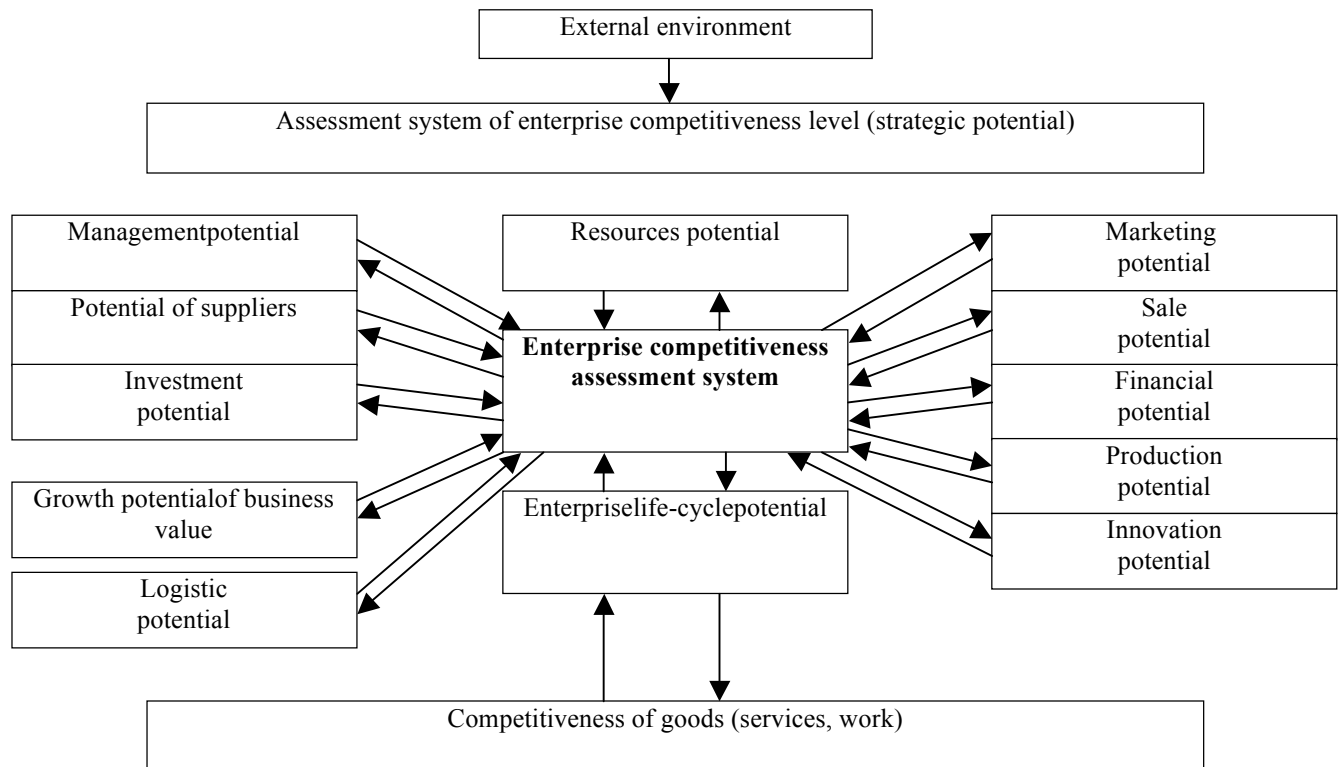 External environment
Assessment system of enterprise competitiveness level (strategic potential)
Managementpotential
Resources potential
Marketing
potential
Potential of suppliers
Sale
potential
Enterprise competitiveness
assessment system
Investment
potential
Financial
potential
Production
potential
Growth potentialof business
value
Enterpriselife-cyclepotential
Innovation
potential
Logistic
potential
Competitiveness of goods (services, work)